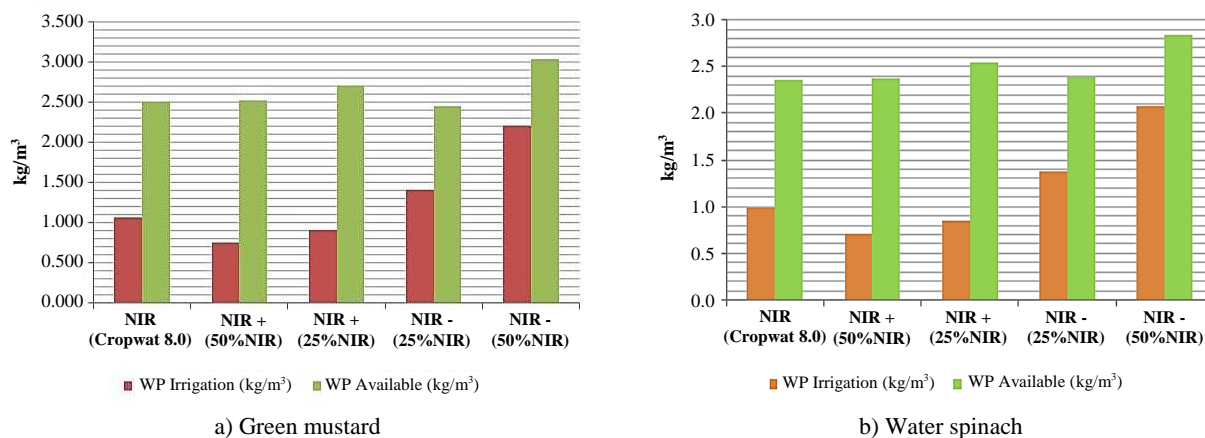 3.500
3.000
2.500
2.000
1.500
1.000
0.500
0.000
kg/m³
NIR (Cropwat 8.0)
NIR + (50%NIR)
NIR + (25%NIR)
NIR - (25%NIR)
NIR - (50%NIR)
WP Irrigation (kg/m³)
WP Available (kg/m³)
a) Green mustard
3.0
2.5
2.0
1.5
1.0
0.5
0.0
kg/m³
NIR (Cropwat 8.0)
NIR + (50%NIR)
NIR + (25%NIR)
NIR - (25%NIR)
NIR - (50%NIR)
WP Irrigation (kg/m³)
WP Available (kg/m³)
b) Water spinach